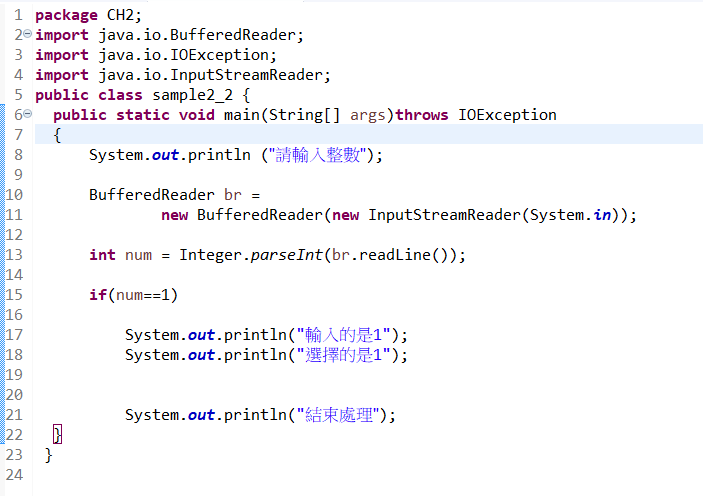 1 package CH2;
2 import java.io.BufferedReader;
3 import java.io.IOException;
4 import java.io.InputStreamReader;
5 public class sample2_2 {
6   public static void main(String[] args)throws IOException
7   {
8       System.out.println ("請輸入整數");
9
10       BufferedReader br =
11               new BufferedReader(new InputStreamReader(System.in));
12
13       int num = Integer.parseInt(br.readLine());
14
15       if(num==1)
16
17           System.out.println("輸入的是1");
18           System.out.println("選擇的是1");
19
20
21           System.out.println("結束處理");
22   }
23  }
24